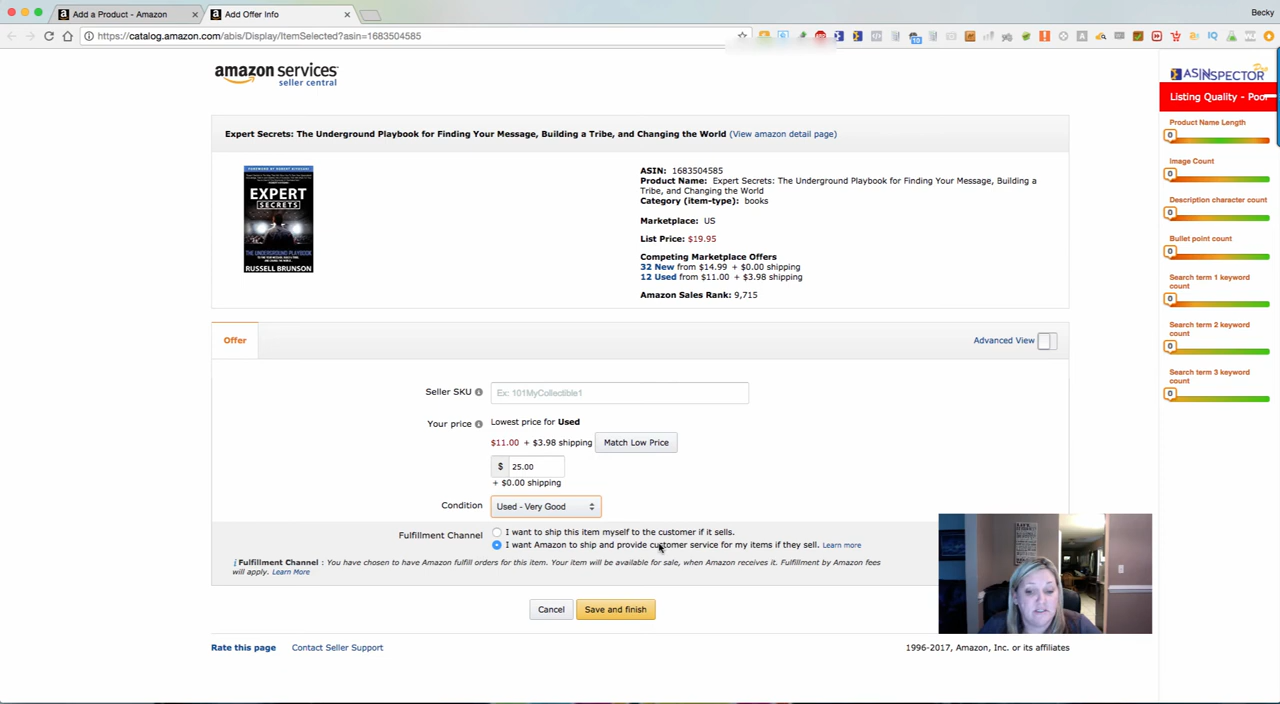 Add a Product - Amazon
Add Offer Info
Becky
https://catalog.amazon.com/abis/Display/ItemSelected?asin=1683504585
amazon services
seller central
ASINSPECTOR Pro
Listing Quality - Poor
Product Name Length
0
Image Count
0
Description character count
0
Bullet point count
0
Search term 1 keyword
count
0
Search term 2 keyword
count
0
Search term 3 keyword
count
0
Expert Secrets: The Underground Playbook for Finding Your Message, Building a Tribe, and Changing the World (View amazon detail page)
EXPERT
SECRETS
THE UNDERGROUND PLAYBOOK
RUSSELL BRUNSON
ASIN: 1683504585
Product Name: Expert Secrets: The Underground Playbook for Finding Your Message, Building a
Tribe, and Changing the World
Category (item-type): books
Marketplace: US
List Price: $19.95
Competing Marketplace Offers
32 New from $14.99 + $0.00 shipping
12 Used from $11.00 + $3.98 shipping
Amazon Sales Rank: 9,715
Offer
Advanced View
Seller SKU
Ex: 101MyCollectible1
Your price
Lowest price for Used
$11.00 + $3.98 shipping
Match Low Price
$ 25.00
+ $0.00 shipping
Condition
Used - Very Good
Fulfillment Channel
I want to ship this item myself to the customer if it sells.
I want Amazon to ship and provide customer service for my items if they sell. Learn more
Fulfillment Channel : You have chosen to have Amazon fulfill orders for this item. Your item will be available for sale, when Amazon receives it. Fulfillment by Amazon fees
will apply. Learn More
Cancel
Save and finish
Rate this page
Contact Seller Support
1996-2017, Amazon, Inc. or its affiliates